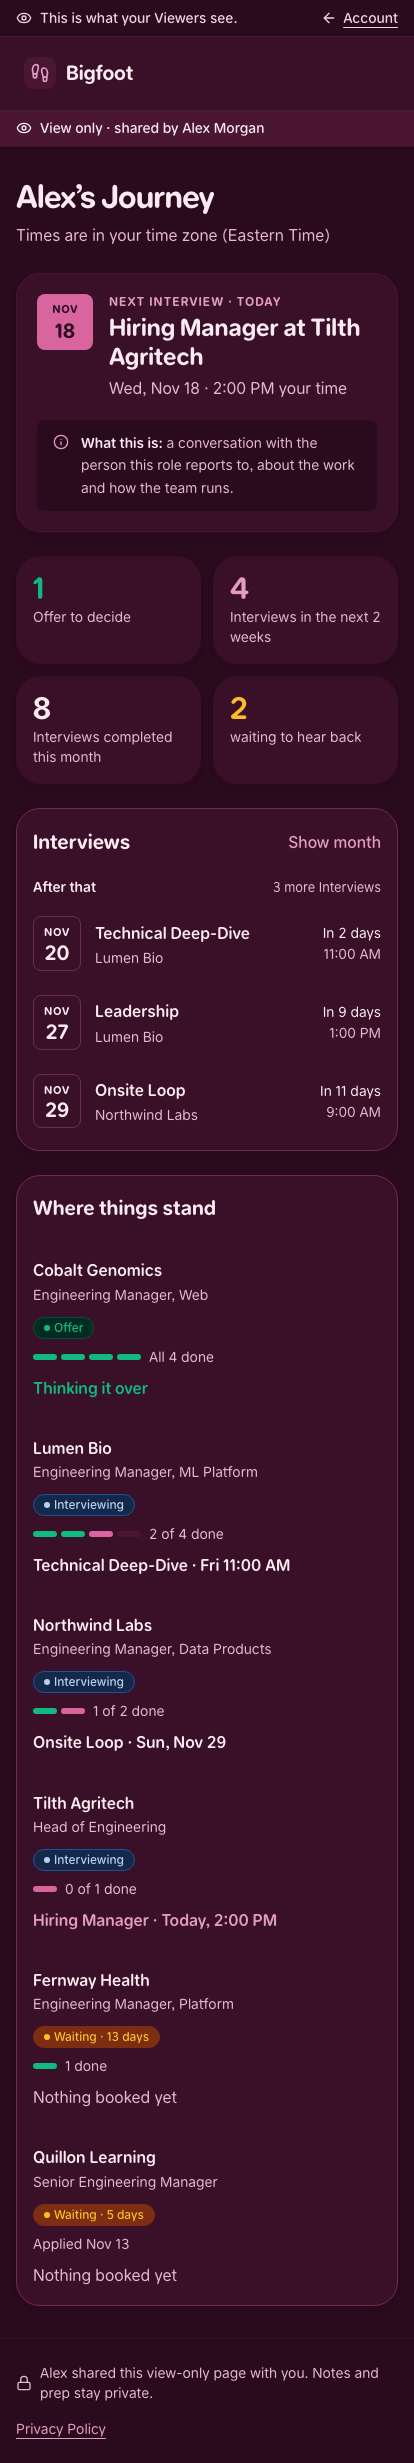 This is what your Viewers see.
Account
Bigfoot
View only · shared by Alex Morgan
Alex's Journey
Times are in your time zone (Eastern Time)
NOV
18
NEXT INTERVIEW · TODAY
Hiring Manager at Tilth
Agritech
Wed, Nov 18 · 2:00 PM your time
What this is: a conversation with the
person this role reports to, about the work
and how the team runs.
1
Offer to decide
4
Interviews in the next 2
weeks
8
Interviews completed
this month
2
waiting to hear back
Interviews
Show month
After that
3 more Interviews
NOV
20
Technical Deep-Dive
Lumen Bio
In 2 days
11:00 AM
NOV
27
Leadership
Lumen Bio
In 9 days
1:00 PM
NOV
29
Onsite Loop
Northwind Labs
In 11 days
9:00 AM
Where things stand
Cobalt Genomics
Engineering Manager, Web
Offer
All 4 done
Thinking it over
Lumen Bio
Engineering Manager, ML Platform
Interviewing
2 of 4 done
Technical Deep-Dive · Fri 11:00 AM
Northwind Labs
Engineering Manager, Data Products
Interviewing
1 of 2 done
Onsite Loop · Sun, Nov 29
Tilth Agritech
Head of Engineering
Interviewing
0 of 1 done
Hiring Manager · Today, 2:00 PM
Fernway Health
Engineering Manager, Platform
Waiting · 13 days
1 done
Nothing booked yet
Quillon Learning
Senior Engineering Manager
Waiting · 5 days
Applied Nov 13
Nothing booked yet
Alex shared this view-only page with you. Notes and
prep stay private.
Privacy Policy